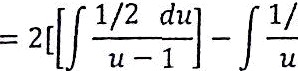 = 2[[∫ 1/2 du / u − 1] − ∫ 1/ / u